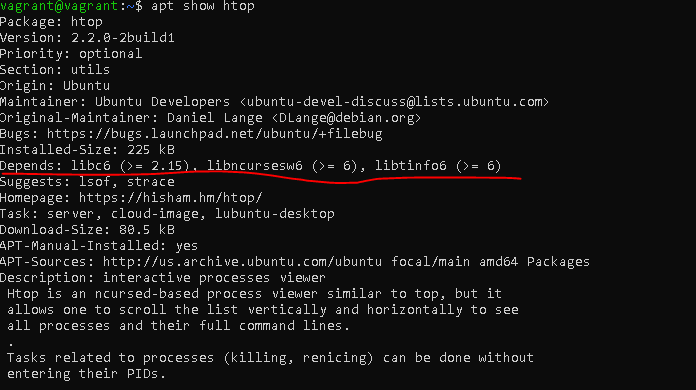 vagrant@vagrant:~$ apt show htop
Package: htop
Version: 2.2.0-2build1
Priority: optional
Section: utils
Origin: Ubuntu
Maintainer: Ubuntu Developers <ubuntu-devel-discuss@lists.ubuntu.com>
Original-Maintainer: Daniel Lange <DLange@debian.org>
Bugs: https://bugs.launchpad.net/ubuntu/+filebug
Installed-Size: 225 kB
Depends: libc6 (>= 2.15), libncursesw6 (>= 6), libtinfo6 (>= 6)
Suggests: lsof, strace
Homepage: https://hisham.hm/htop/
Task: server, cloud-image, lubuntu-desktop
Download-Size: 80.5 kB
APT-Manual-Installed: yes
APT-Sources: http://us.archive.ubuntu.com/ubuntu focal/main amd64 Packages
Description: interactive processes viewer
 Htop is an ncursed-based process viewer similar to top, but it
 allows one to scroll the list vertically and horizontally to see
 all processes and their full command lines.
 .
 Tasks related to processes (killing, renicing) can be done without
 entering their PIDs.